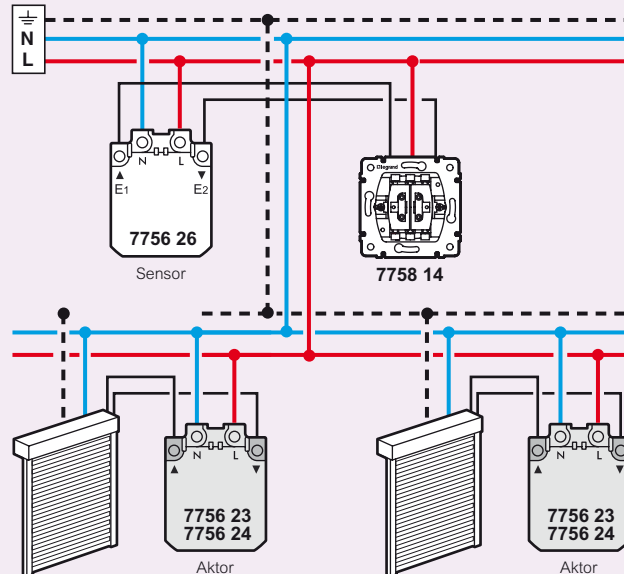 N
L
N L
E1 E2
7756 26
Sensor
legrand
7758 14
N L
7756 23
7756 24
Aktor
N L
7756 23
7756 24
Aktor